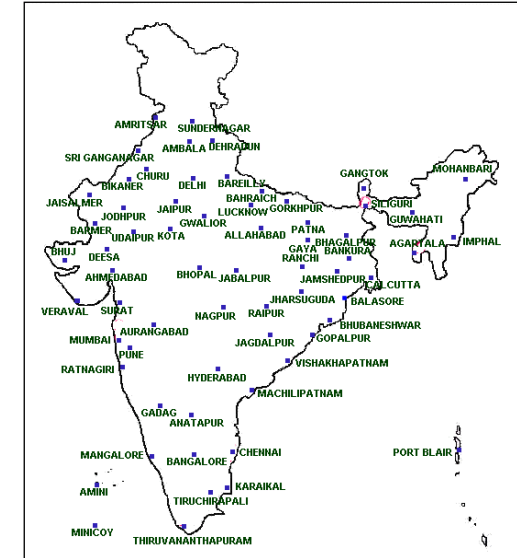 AMRITSAR
SUNDERNAGAR
AMBALA
DEHRADUN
SRI GANGANAGAR
MOHANBARI
GANGTOK
CHURU
BIKANER
DELHI
BAREILLY
BAHRAICH
JAISALMER
JODHPUR
JAIPUR
LUCKNOW
GORKHPUR
SILIGURI
GUWAHATI
GWALIOR
BARMER
UDAIPUR
KOTA
ALLAHABAD
PATNA
BHAGALPUR
AGARTALA
IMPHAL
GAYA
BHUJ
DEESA
RANCHI
BANKURA
AHMEDABAD
BHOPAL
JABALPUR
JAMSHEDPUR
CALCUTTA
JHARSUGUDA
BALASORE
VERAVAL
SURAT
NAGPUR
RAIPUR
BHUBANESHWAR
AURANGABAD
MUMBAI
JAGDALPUR
GOPALPUR
PUNE
RATNAGIRI
VISHAKHAPATNAM
HYDERABAD
MACHILIPATNAM
GADAG
ANATAPUR
MANGALORE
BANGALORE
CHENNAI
PORT BLAIR
AMINI
KARAIKAL
TIRUCHIRAPALI
MINICOY
THIRUVANANTHAPURAM